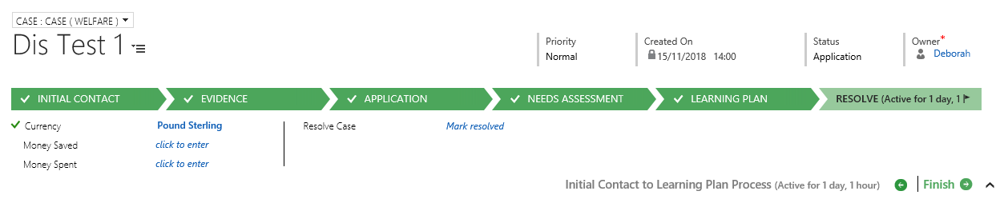 CASE : CASE ( WELFARE )
Dis Test 1
Priority
Normal
Created On
15/11/2018 14:00
Status
Application
Owner*
Deborah
INITIAL CONTACT
EVIDENCE
APPLICATION
NEEDS ASSESSMENT
LEARNING PLAN
RESOLVE (Active for 1 day, 1
Currency Pound Sterling
Money Saved click to enter
Money Spent click to enter
Resolve Case Mark resolved
Initial Contact to Learning Plan Process (Active for 1 day, 1 hour)
Finish